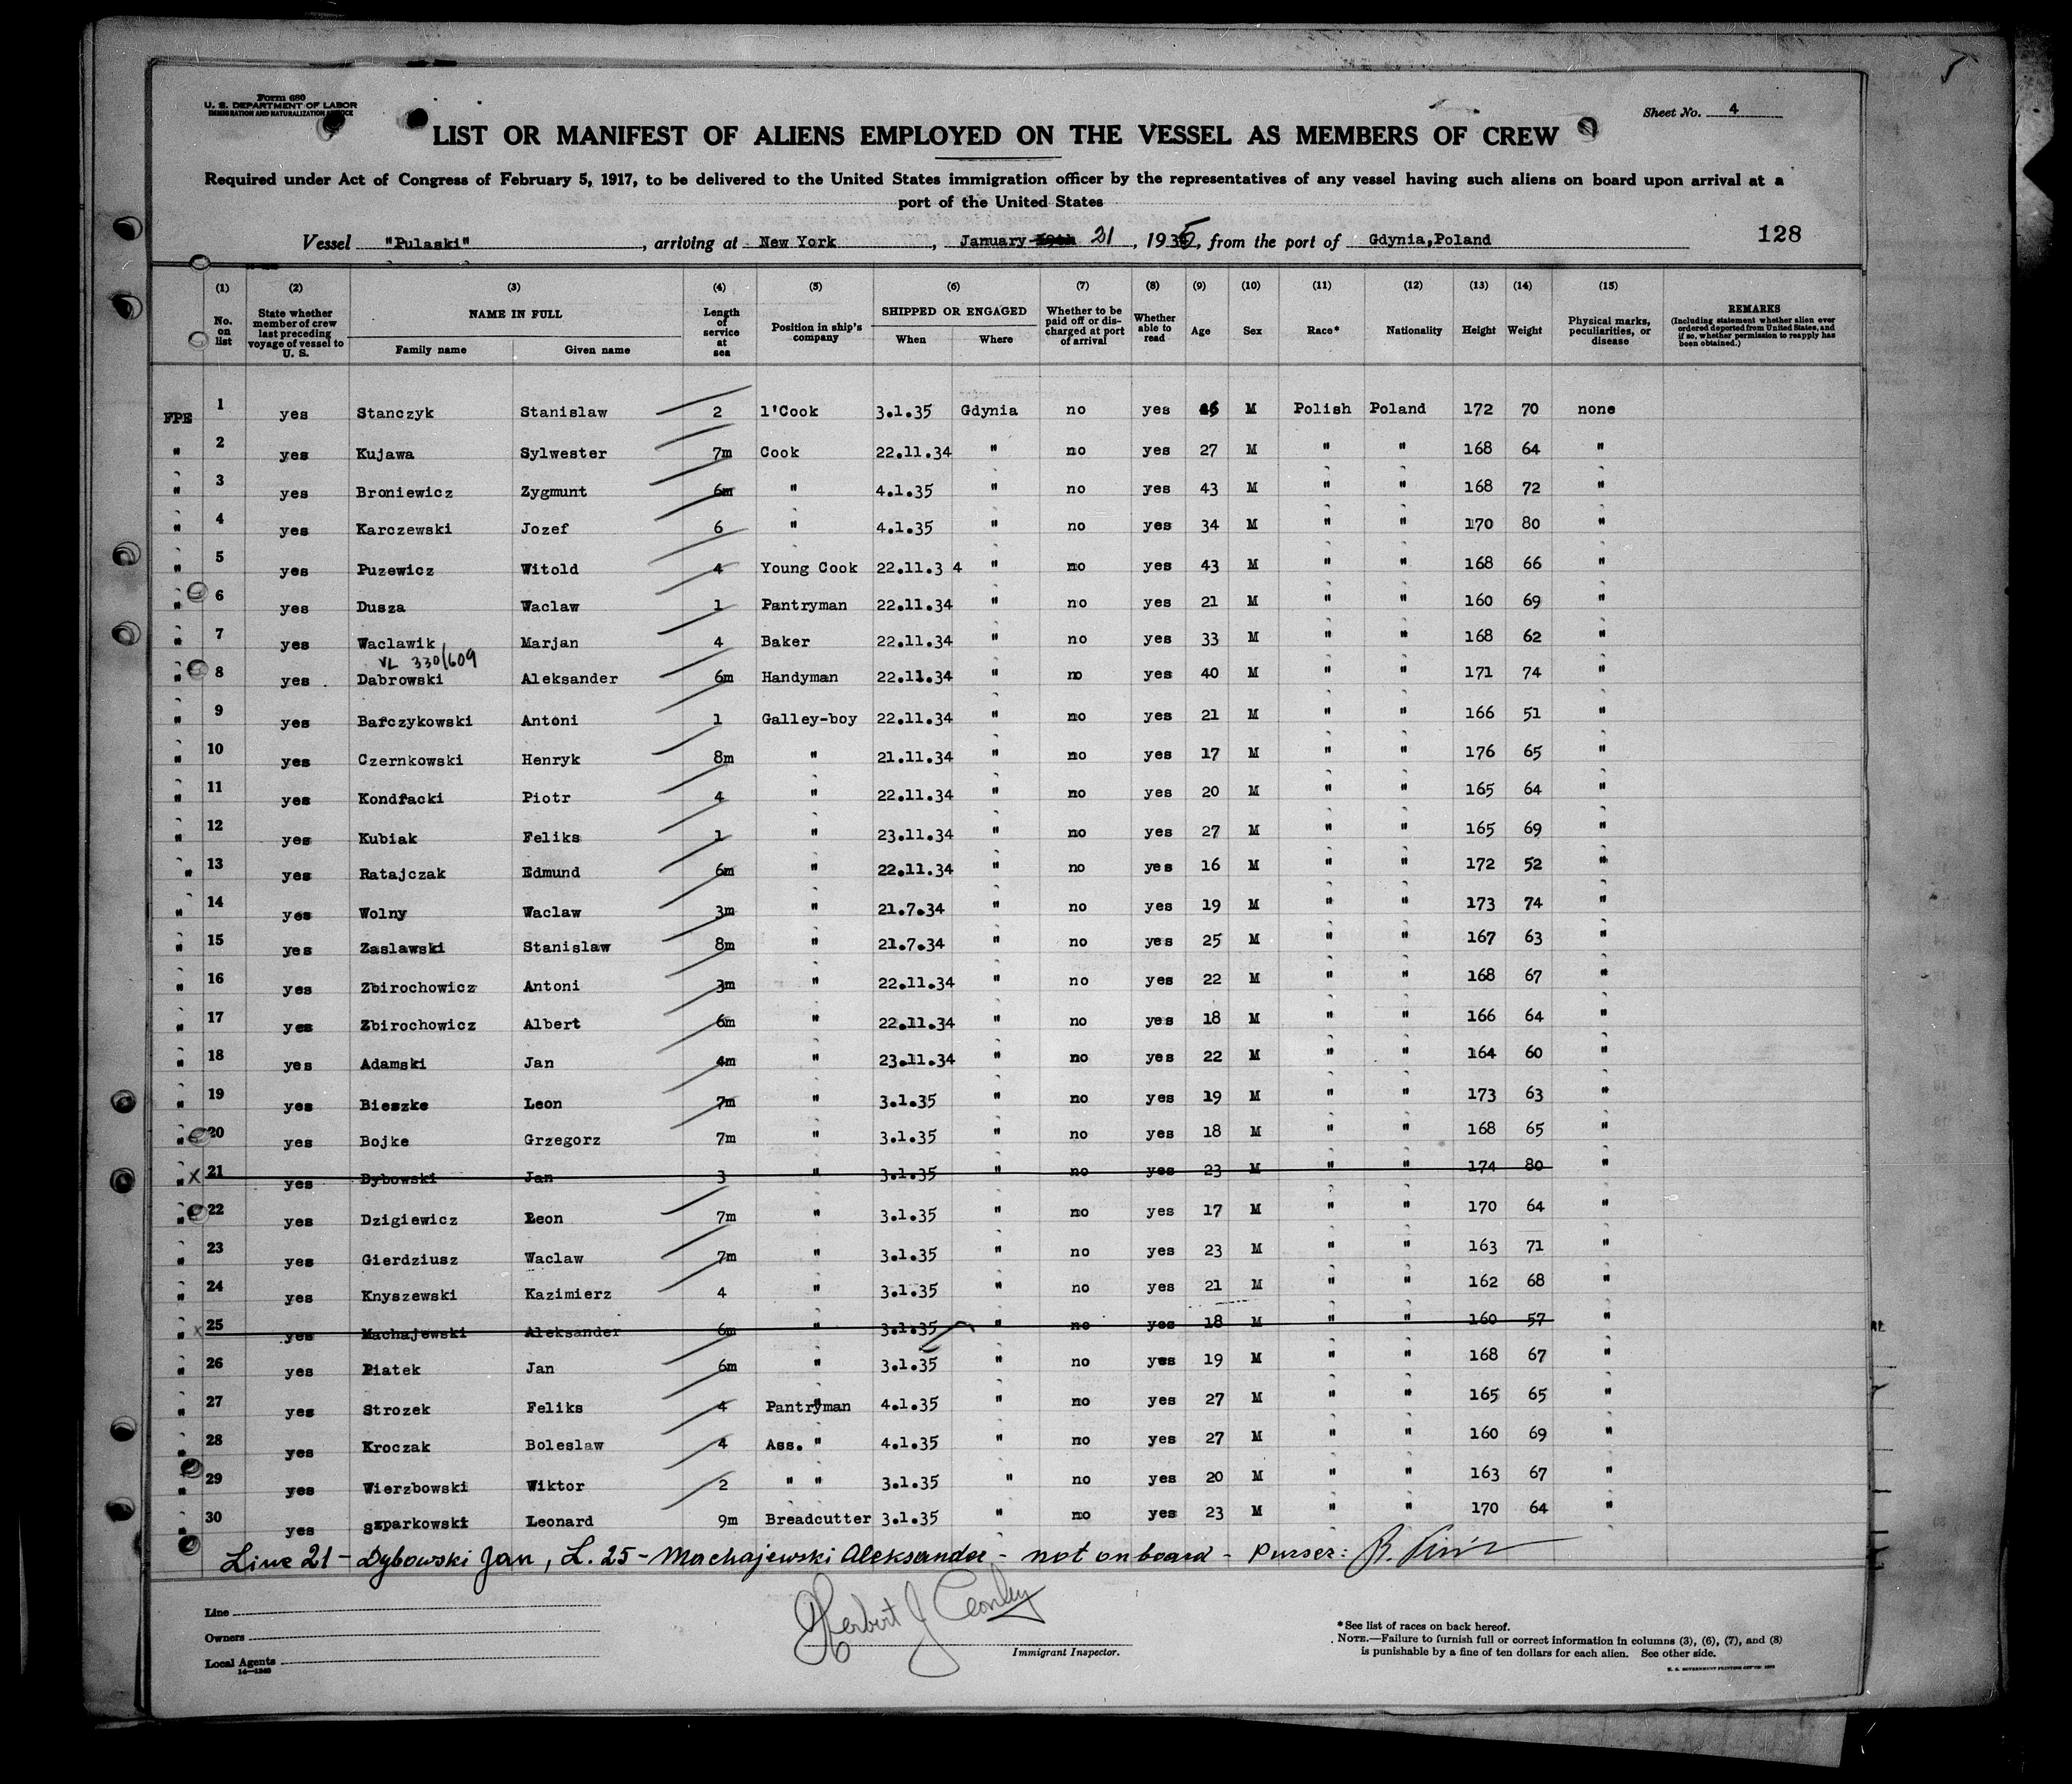 Form 680
U. S. DEPARTMENT OF LABOR
IMMIGRATION AND NATURALIZATION SERVICE
Sheet No. 4
LIST OR MANIFEST OF ALIENS EMPLOYED ON THE VESSEL AS MEMBERS OF CREW
Required under Act of Congress of February 5, 1917, to be delivered to the United States immigration officer by the representatives of any vessel having such aliens on board upon arrival at a
port of the United States
Vessel "Pulaski", arriving at New York, January 19th 21, 1935, from the port of Gdynia,Poland 128
(1) (2) (3) (4) (5) (6) (7) (8) (9) (10) (11) (12) (13) (14) (15)
No. on list State whether member of crew last preceding voyage of vessel to U. S. NAME IN FULL Family name Given name Length of service at sea Position in ship's company SHIPPED OR ENGAGED When Where Whether to be paid off or discharged at port of arrival Whether able to read Age Sex Race* Nationality Height Weight Physical marks, peculiarities, or disease REMARKS (Including statement whether alien ever ordered deported from United States, and if so, whether permission to reapply has been obtained.)
FPE 1 yes Stanczyk Stanislaw 2 1'Cook 3.1.35 Gdynia no yes M Polish Poland 172 70 none
" 2 yes Kujawa Sylwester 7m Cook 22.11.34 " no yes 27 M " " 168 64 "
" 3 yes Broniewicz Zygmunt 6m " 4.1.35 " no yes 43 M " " 168 72 "
" 4 yes Karczewski Jozef 6 " 4.1.35 " no yes 34 M " " 170 80 "
" 5 yes Puzewicz Witold 4 Young Cook 22.11.3 4 " no yes 43 M " " 168 66 "
" 6 yes Dusza Waclaw 1 Pantryman 22.11.34 " no yes 21 M " " 160 69 "
" 7 yes Waclawik Marjan 4 Baker 22.11.34 " no yes 33 M " " 168 62 "
VL 330/609
" 8 yes Dabrowski Aleksander 6m Handyman 22.11.34 " no yes 40 M " " 171 74 "
" 9 yes Barczykowski Antoni 1 Galley-boy 22.11.34 " no yes 21 M " " 166 51 "
" 10 yes Czernkowski Henryk 8m " 21.11.34 " no yes 17 M " " 176 65 "
" 11 yes Kondracki Piotr 4 " 22.11.34 " no yes 20 M " " 165 64 "
" 12 yes Kubiak Feliks 1 " 23.11.34 " no yes 27 M " " 165 69 "
" 13 yes Ratajczak Edmund 6m " 22.11.34 " no yes 16 M " " 172 52 "
" 14 yes Wolny Waclaw 3m " 21.7.34 " no yes 19 M " " 173 74 "
" 15 yes Zaslawski Stanislaw 8m " 21.7.34 " no yes 25 M " " 167 63 "
" 16 yes Zbirochowicz Antoni 3m " 22.11.34 " no yes 22 M " " 168 67 "
" 17 yes Zbirochowicz Albert 6m " 22.11.34 " no yes 18 M " " 166 64 "
" 18 yes Adamski Jan 4m " 23.11.34 " no yes 22 M " " 164 60 "
" 19 yes Bieszke Leon 7m " 3.1.35 " no yes 19 M " " 173 63 "
" 20 yes Bojke Grzegorz 7m " 3.1.35 " no yes 18 M " " 168 65 "
" X 21 yes Dybowski Jan 3 " 3.1.35 " no yes 23 M " " 174 80 "
" 22 yes Dzigiewicz Leon 7m " 3.1.35 " no yes 17 M " " 170 64 "
" 23 yes Gierdziusz Waclaw 7m " 3.1.35 " no yes 23 M " " 163 71 "
" 24 yes Knyszewski Kazimierz 4 " 3.1.35 " no yes 21 M " " 162 68 "
" X 25 yes Machajewski Aleksander 6m " 3.1.35 " no yes 18 M " " 160 57 "
" 26 yes Piatek Jan 6m " 3.1.35 " no yes 19 M " " 168 67 "
" 27 yes Strozek Feliks 4 Pantryman 4.1.35 " no yes 27 M " " 165 65 "
" 28 yes Kroczak Boleslaw 4 Ass. " 4.1.35 " no yes 27 M " " 160 69 "
" 29 yes Wierzbowski Wiktor 2 " " 3.1.35 " no yes 20 M " " 163 67 "
" 30 yes Szparkowski Leonard 9m Breadcutter 3.1.35 " no yes 23 M " " 170 64 "
Line 21 - Dybowski Jan, L. 25 - Machajewski Aleksander - not on board - Purser:
Line
Owners
Local Agents
14—1240
Herbert J Conley
Immigrant Inspector.
*See list of races on back hereof.
NOTE.—Failure to furnish full or correct information in columns (3), (6), (7), and (8)
is punishable by a fine of ten dollars for each alien. See other side.